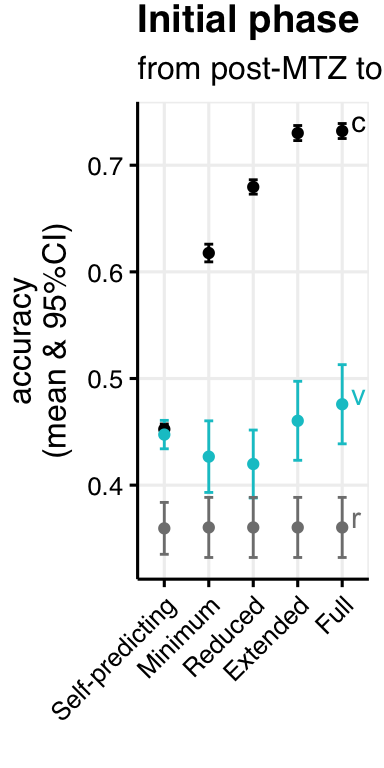 Initial phase
from post-MTZ to
accuracy
(mean & 95%CI)
0.7
0.6
0.5
0.4
c
v
r
Self-predicting
Minimum
Reduced
Extended
Full